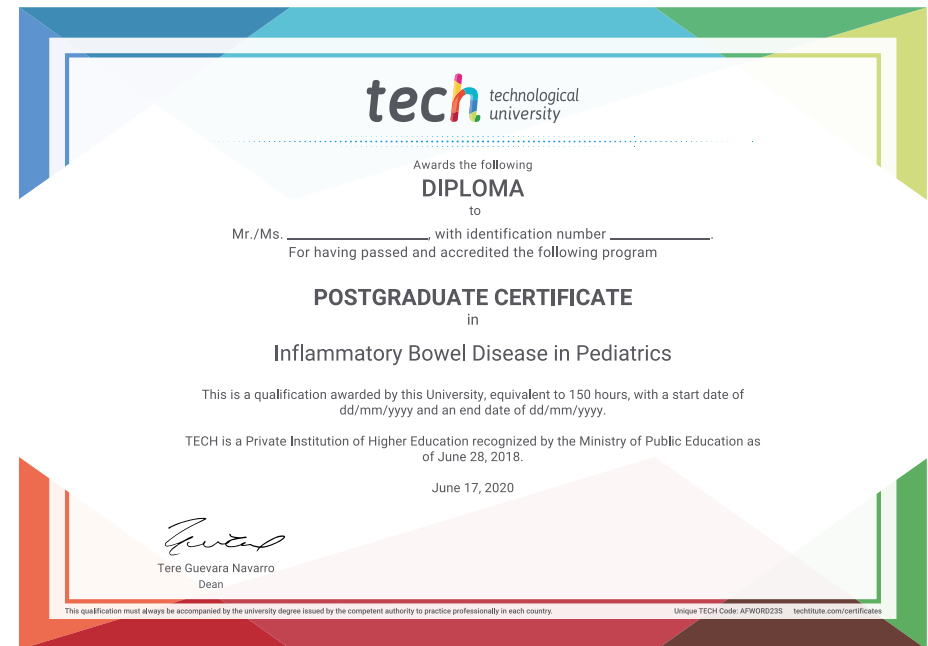 tech technological
university
Awards the following
DIPLOMA
to
Mr./Ms. ____________________, with identification number ______________.
For having passed and accredited the following program
POSTGRADUATE CERTIFICATE
in
Inflammatory Bowel Disease in Pediatrics
This is a qualification awarded by this University, equivalent to 150 hours, with a start date of
dd/mm/yyyy and an end date of dd/mm/yyyy.
TECH is a Private Institution of Higher Education recognized by the Ministry of Public Education as
of June 28, 2018.
June 17, 2020
Tere Guevara Navarro
Dean
This qualification must always be accompanied by the university degree issued by the competent authority to practice professionally in each country.
Unique TECH Code: AFWORD23S techtitute.com/certificates